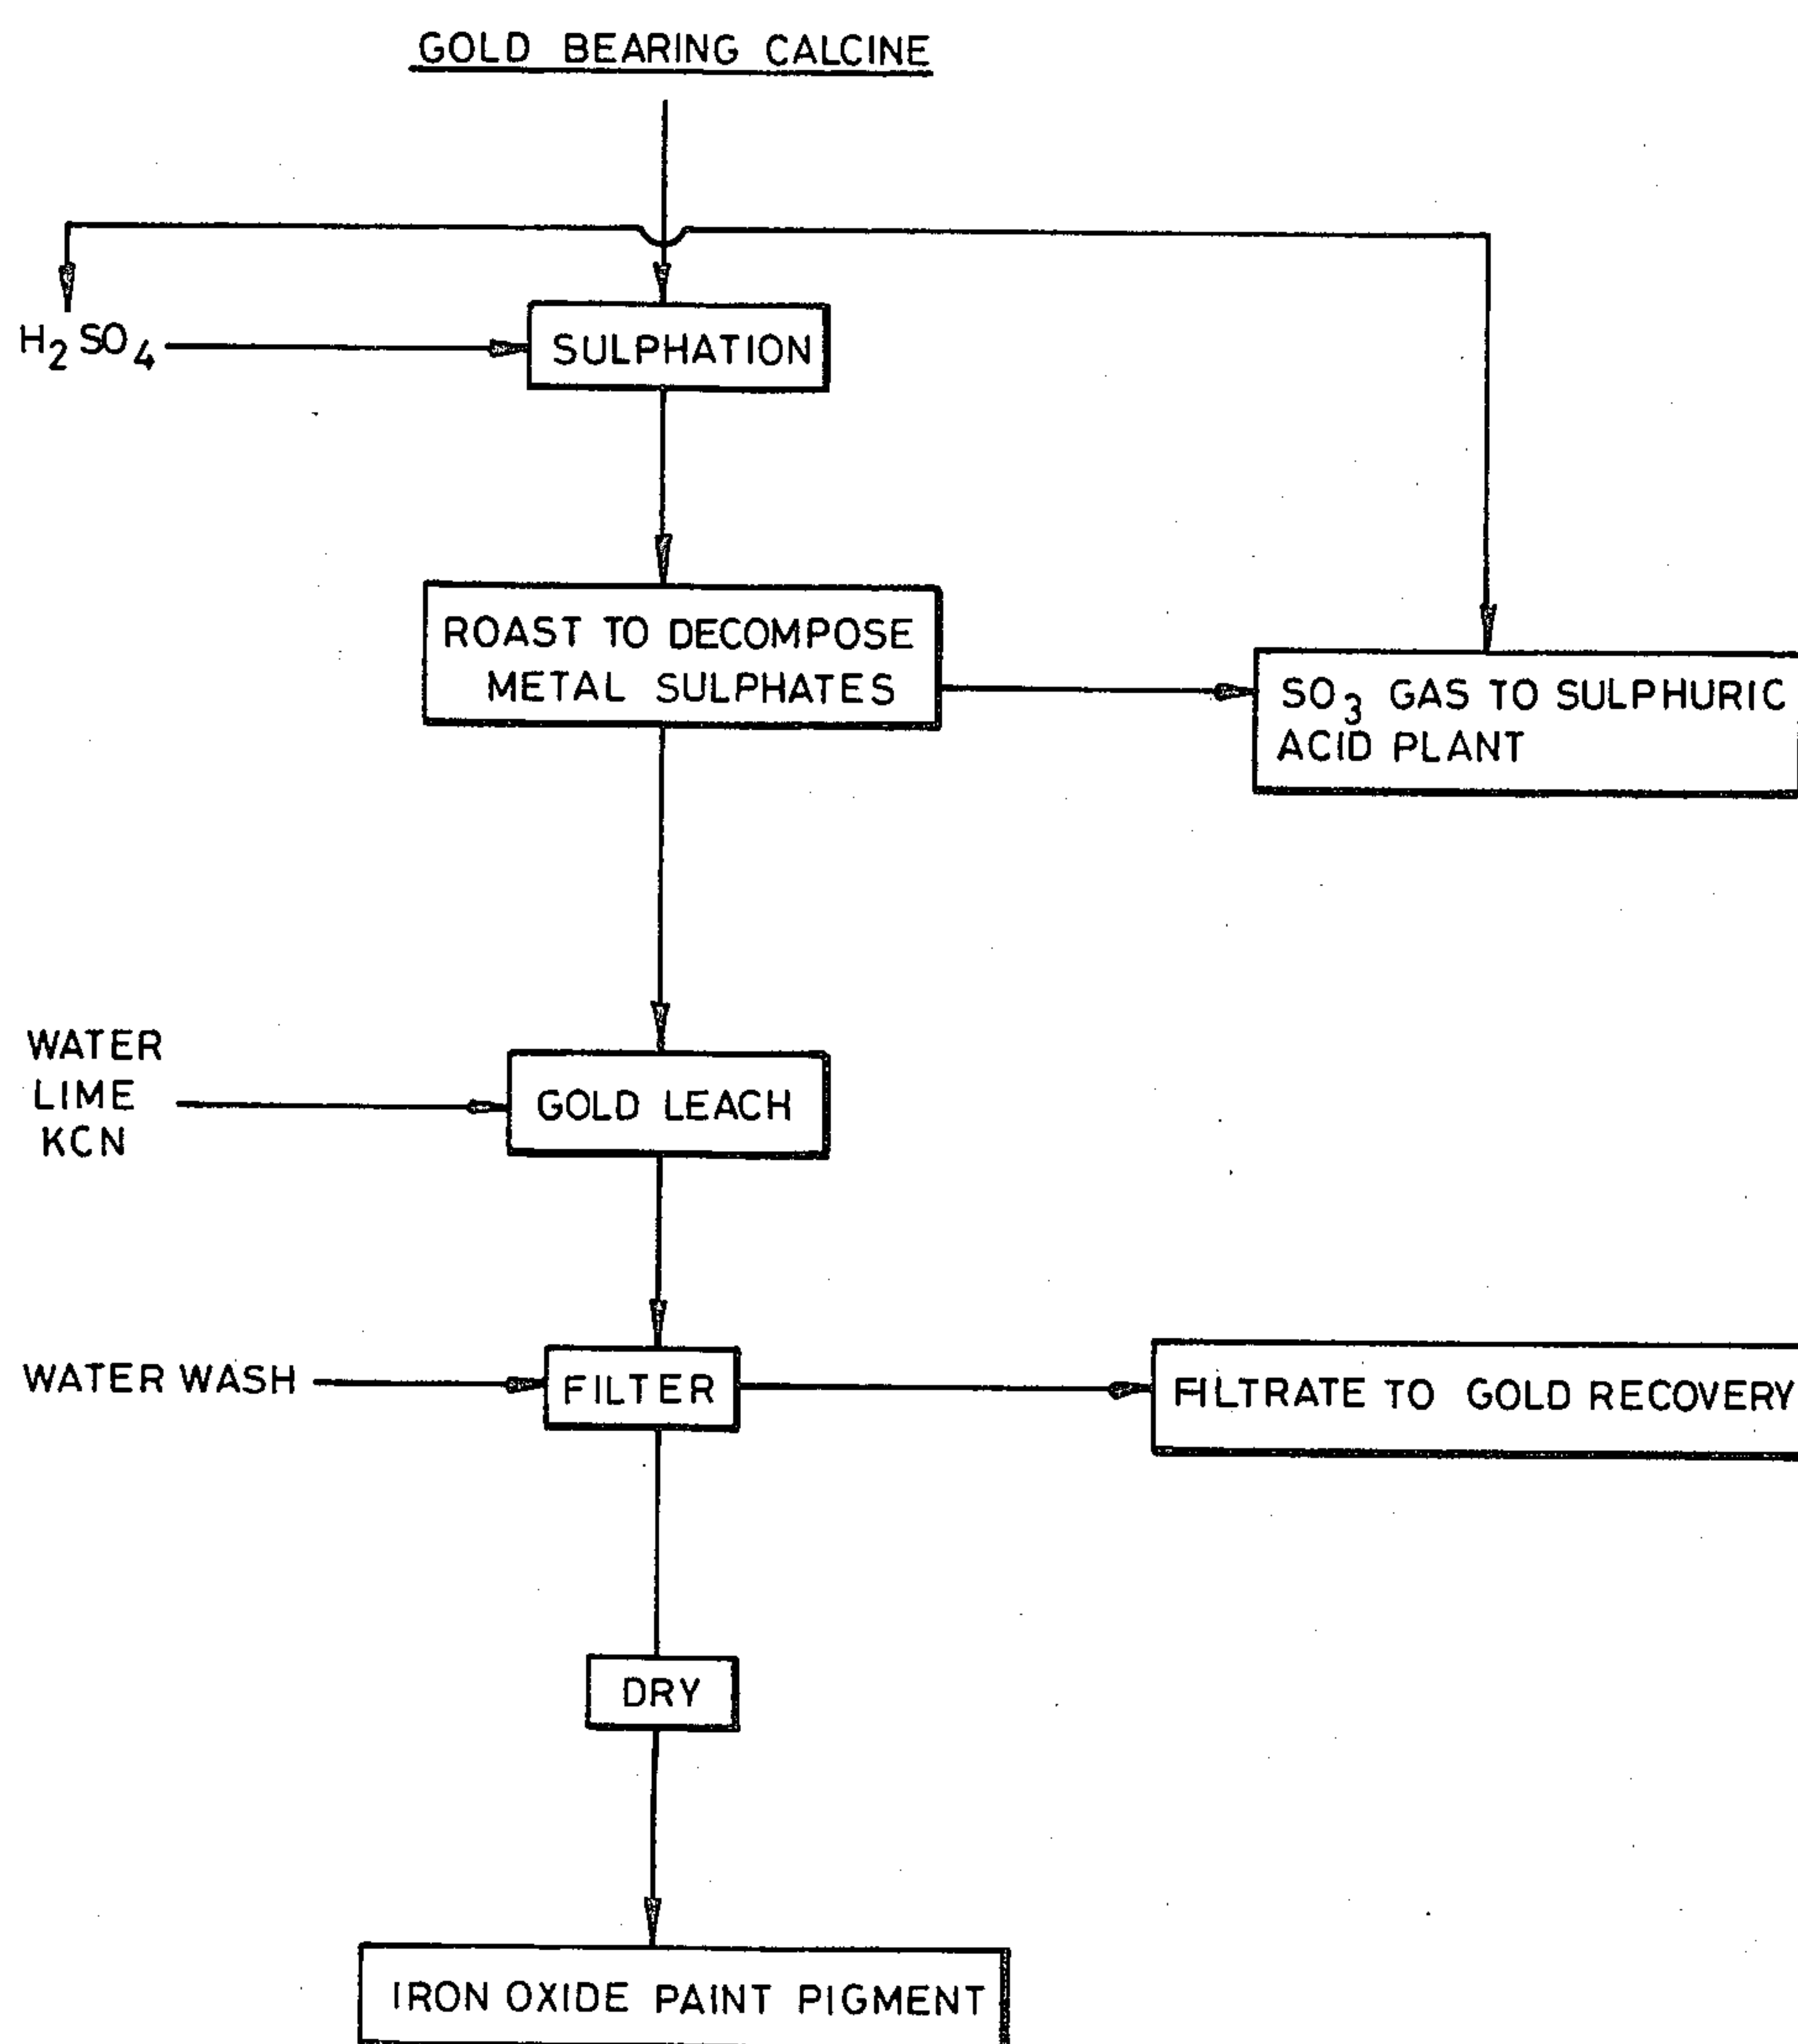 GOLD BEARING CALCINE
H₂SO₄
SULPHATION
ROAST TO DECOMPOSE
METAL SULPHATES
SO₃ GAS TO SULPHURIC
ACID PLANT
WATER
LIME
KCN
GOLD LEACH
WATER WASH
FILTER
FILTRATE TO GOLD RECOVERY
DRY
IRON OXIDE PAINT PIGMENT